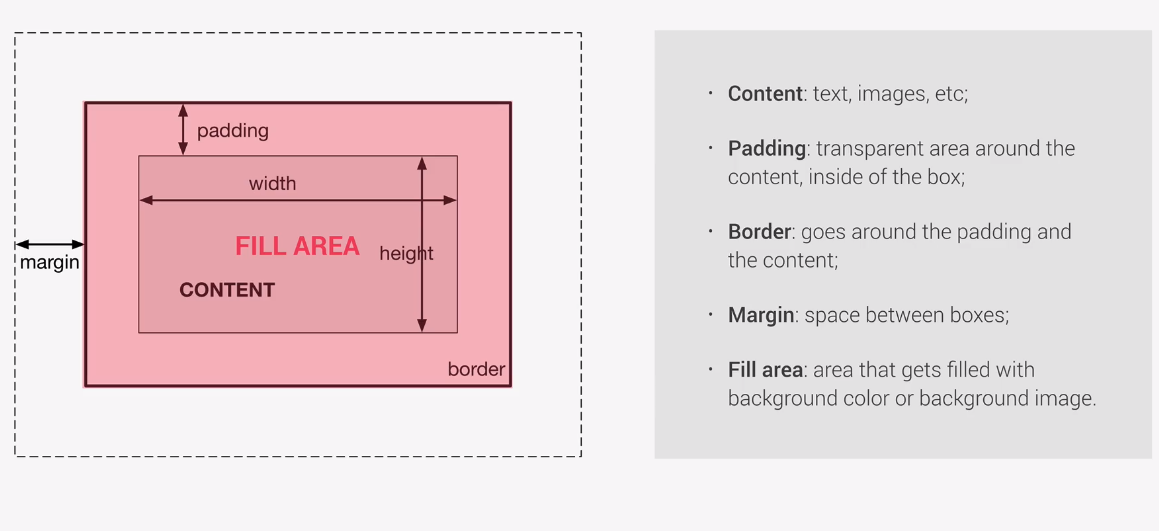 padding
width
FILL AREA
height
margin
CONTENT
border
• Content: text, images, etc;
• Padding: transparent area around the
content, inside of the box;
• Border: goes around the padding and
the content;
• Margin: space between boxes;
• Fill area: area that gets filled with
background color or background image.